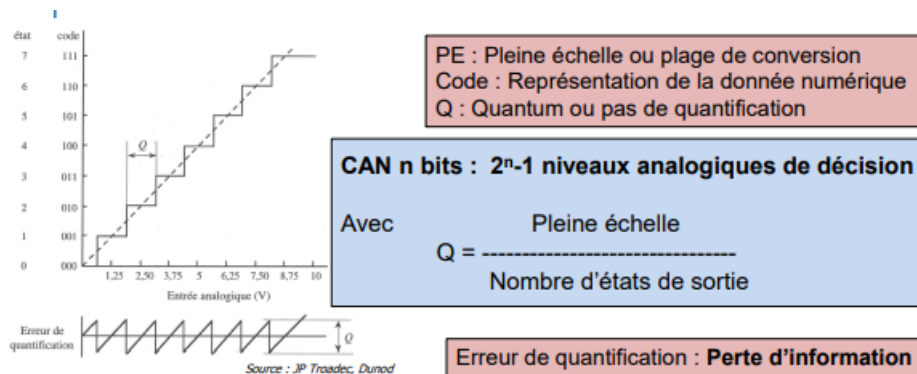 état code
7 111
6 110
5 101
4 100
3 011
2 010
1 001
0 000
Q
1,25 2,50 3,75 5 6,25 7,50 8,75 10
Entrée analogique (V)
Erreur de
quantification
Q
Source : JP Troadec, Dunod
PE : Pleine échelle ou plage de conversion
Code : Représentation de la donnée numérique
Q : Quantum ou pas de quantification
CAN n bits : 2ⁿ-1 niveaux analogiques de décision
Avec Pleine échelle
Q = ---------------------------------
Nombre d'états de sortie
Erreur de quantification : Perte d'information